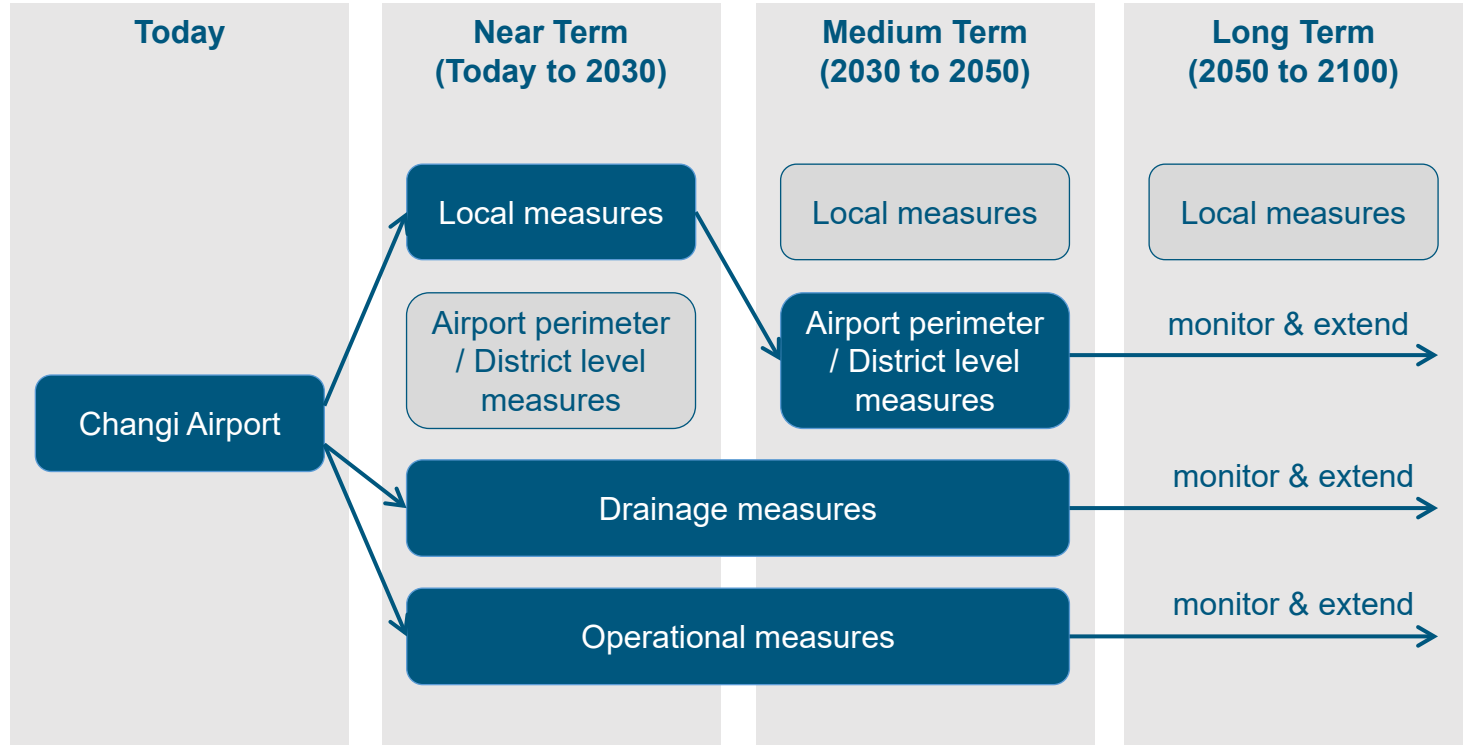 Today
Near Term
(Today to 2030)
Medium Term
(2030 to 2050)
Long Term
(2050 to 2100)
Local measures
Local measures
Local measures
Airport perimeter
/ District level
measures
Airport perimeter
/ District level
measures
monitor & extend
Changi Airport
Drainage measures
monitor & extend
Operational measures
monitor & extend